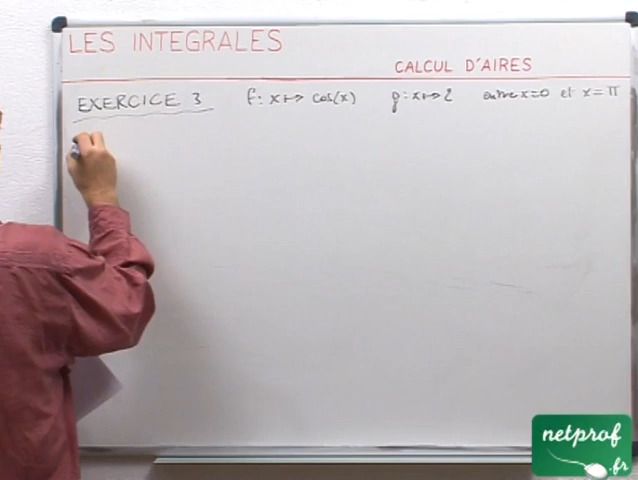 LES INTEGRALES
CALCUL D'AIRES
EXERCICE 3 f: x ↦ cos(x) g: x ↦ 2 entre x=0 et x=π
netprof
.fr